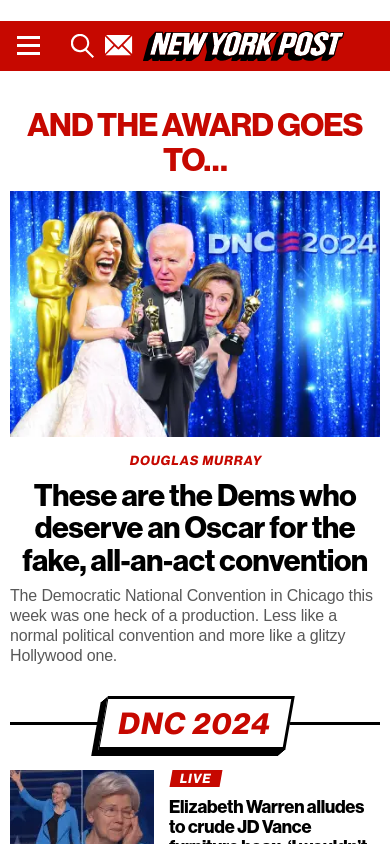 NEW YORK POST
AND THE AWARD GOES
TO…
DNC 2024
DOUGLAS MURRAY
These are the Dems who
deserve an Oscar for the
fake, all-an-act convention
The Democratic National Convention in Chicago this
week was one heck of a production. Less like a
normal political convention and more like a glitzy
Hollywood one.
DNC 2024
LIVE
Elizabeth Warren alludes
to crude JD Vance
furniture hoax: ‘I wouldn’t